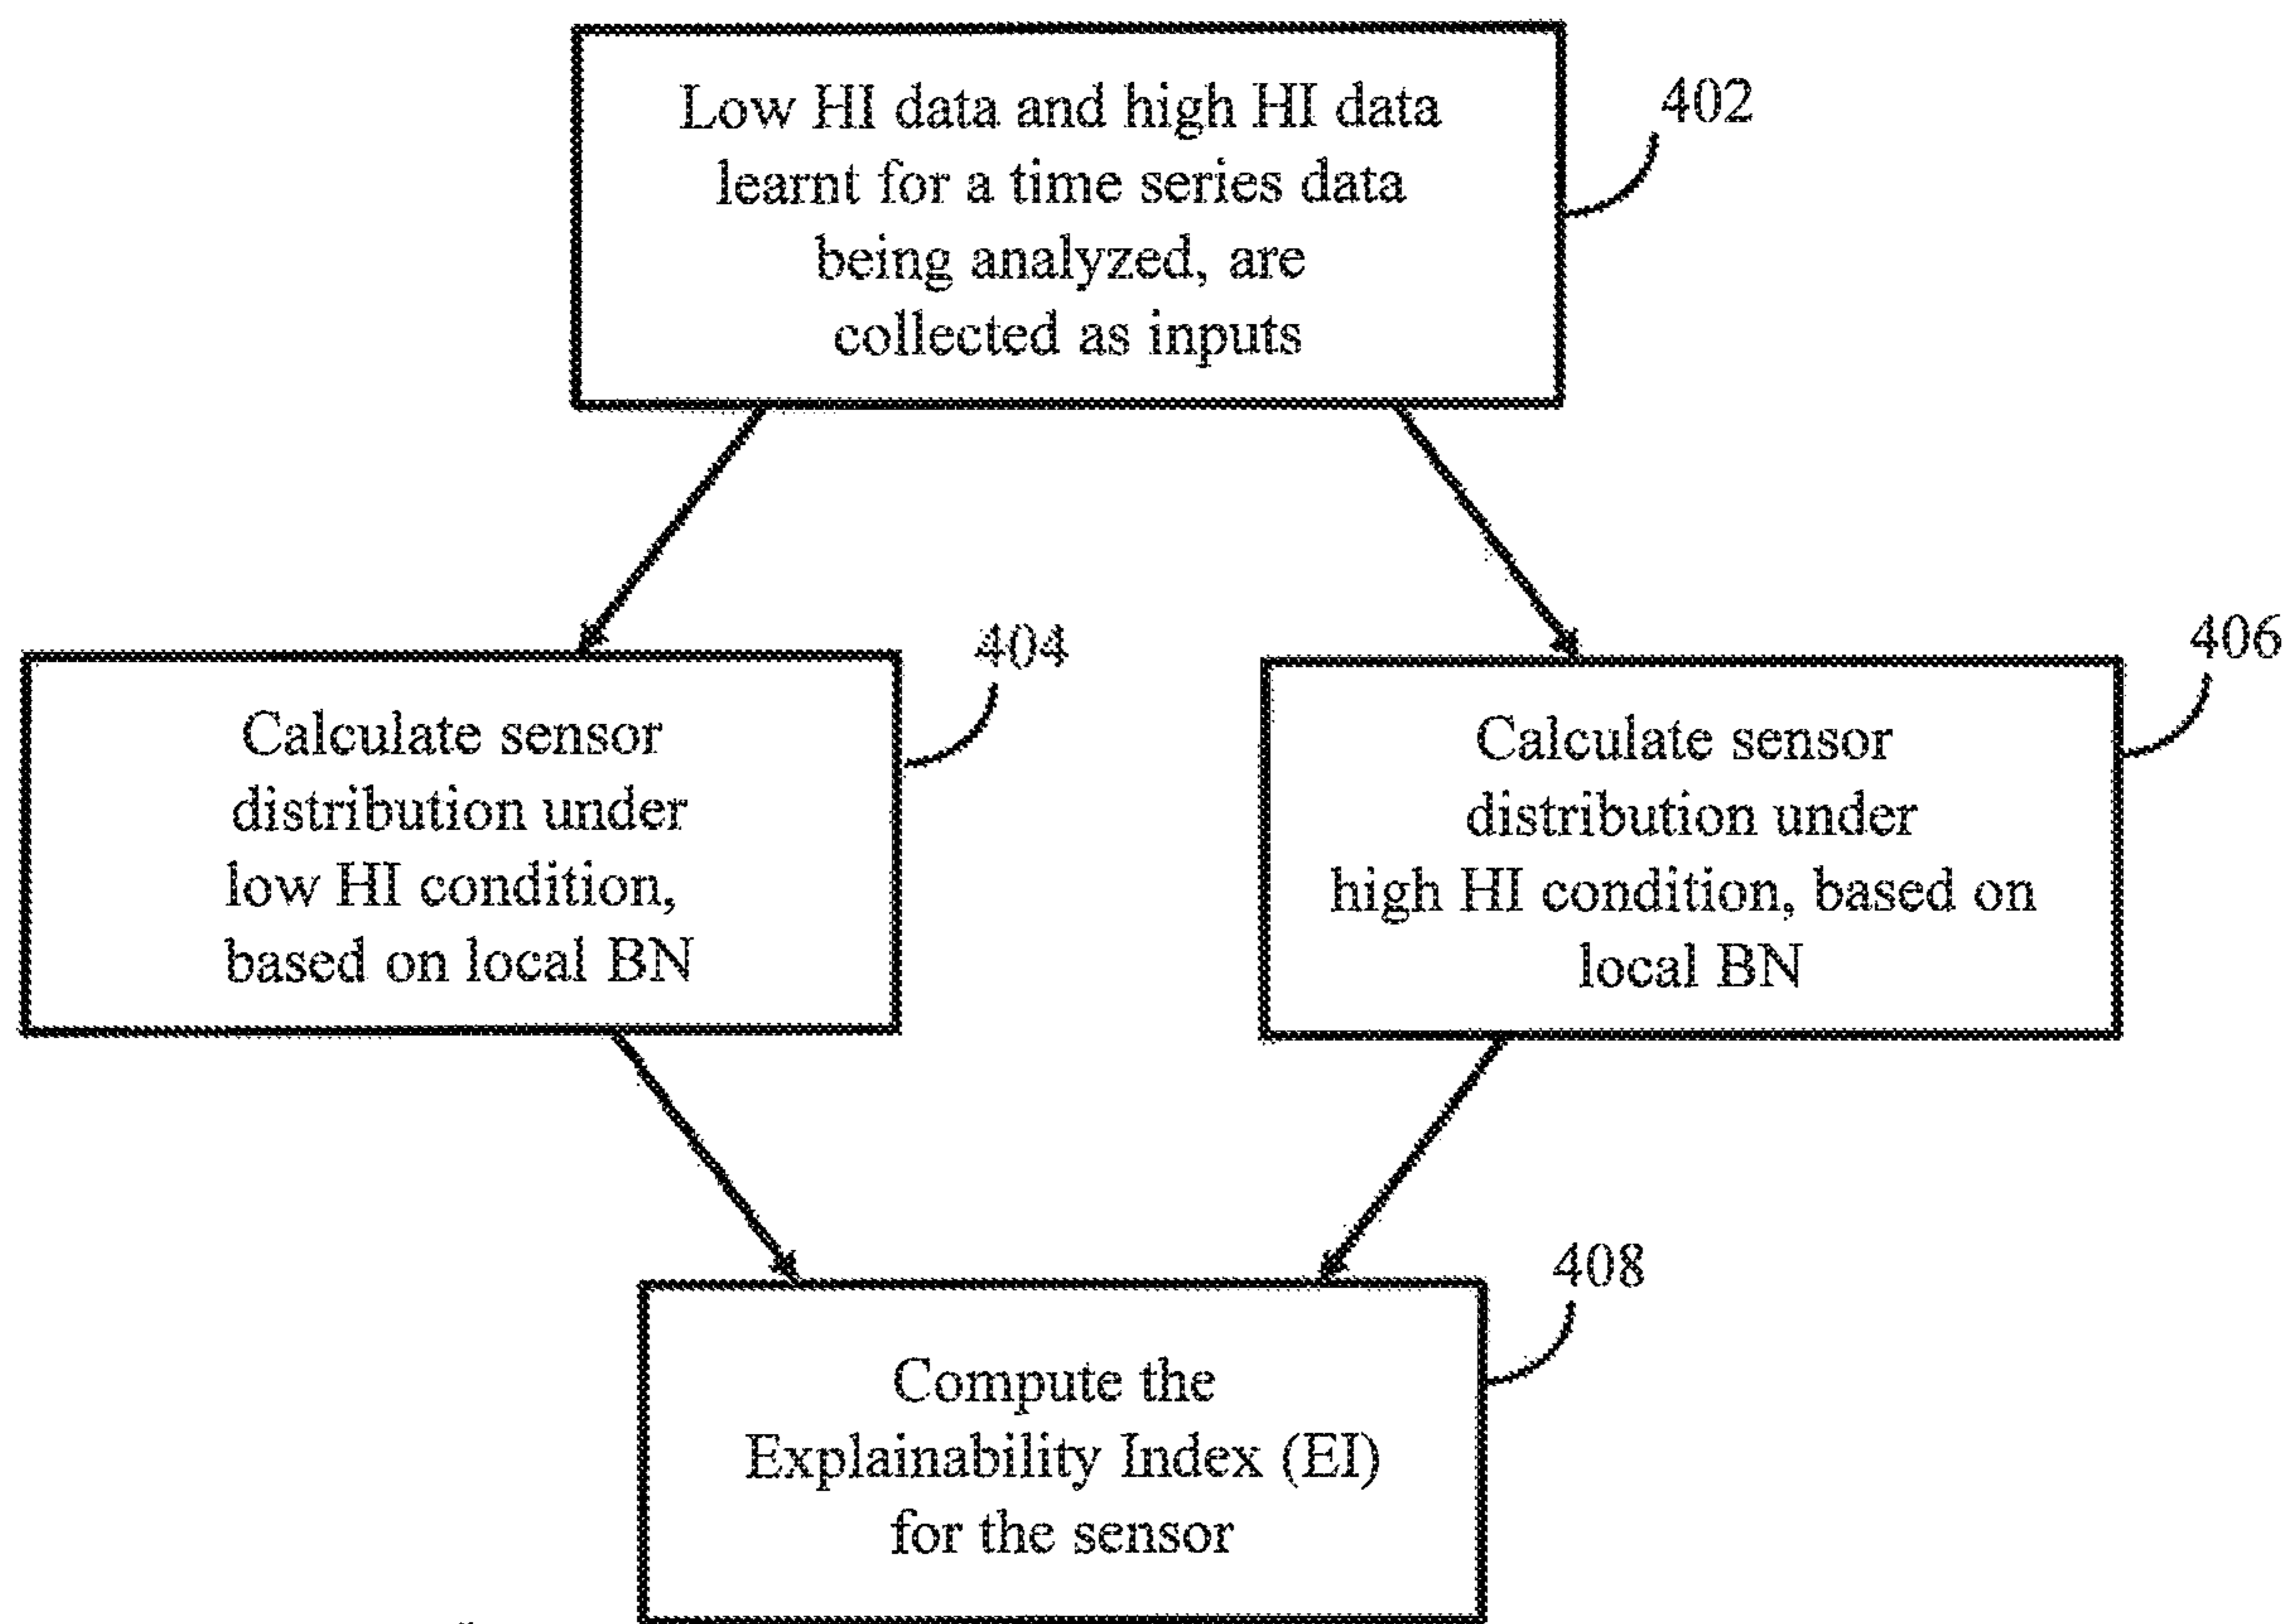 Low HI data and high HI data
learnt for a time series data
being analyzed, are
collected as inputs
402
404
Calculate sensor
distribution under
low HI condition,
based on local BN
406
Calculate sensor
distribution under
high HI condition, based on
local BN
408
Compute the
Explainability Index (EI)
for the sensor